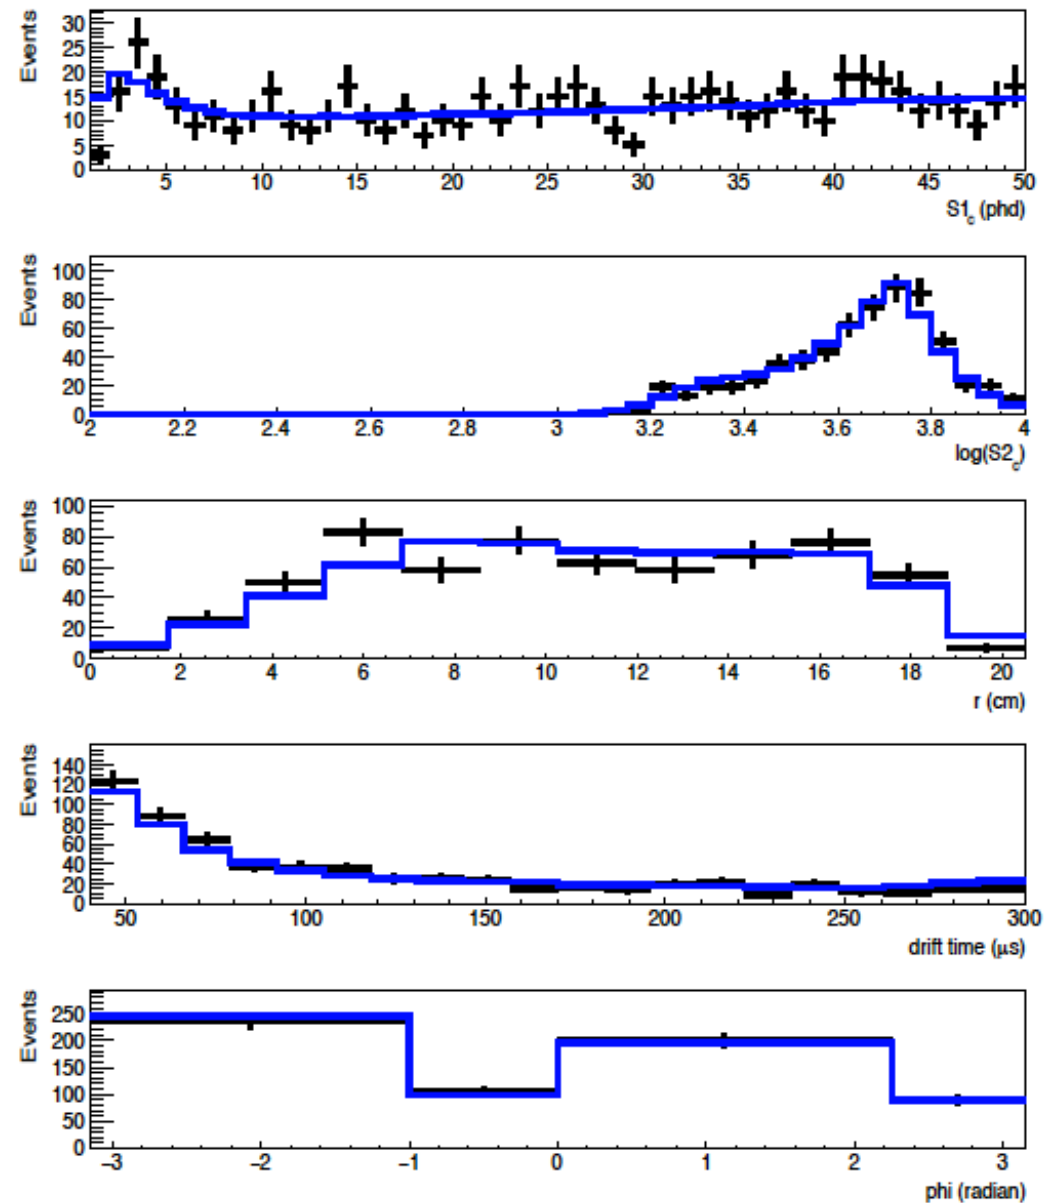 Events
30
25
20
15
10
5
0
5 10 15 20 25 30 35 40 45 50
S1c (phd)
Events
100
80
60
40
20
0
2 2.2 2.4 2.6 2.8 3 3.2 3.4 3.6 3.8 4
log(S2c)
Events
100
80
60
40
20
0
0 2 4 6 8 10 12 14 16 18 20
r (cm)
Events
140
120
100
80
60
40
20
0
50 100 150 200 250 300
drift time (μs)
Events
250
200
150
100
50
0
−3 −2 −1 0 1 2 3
phi (radian)